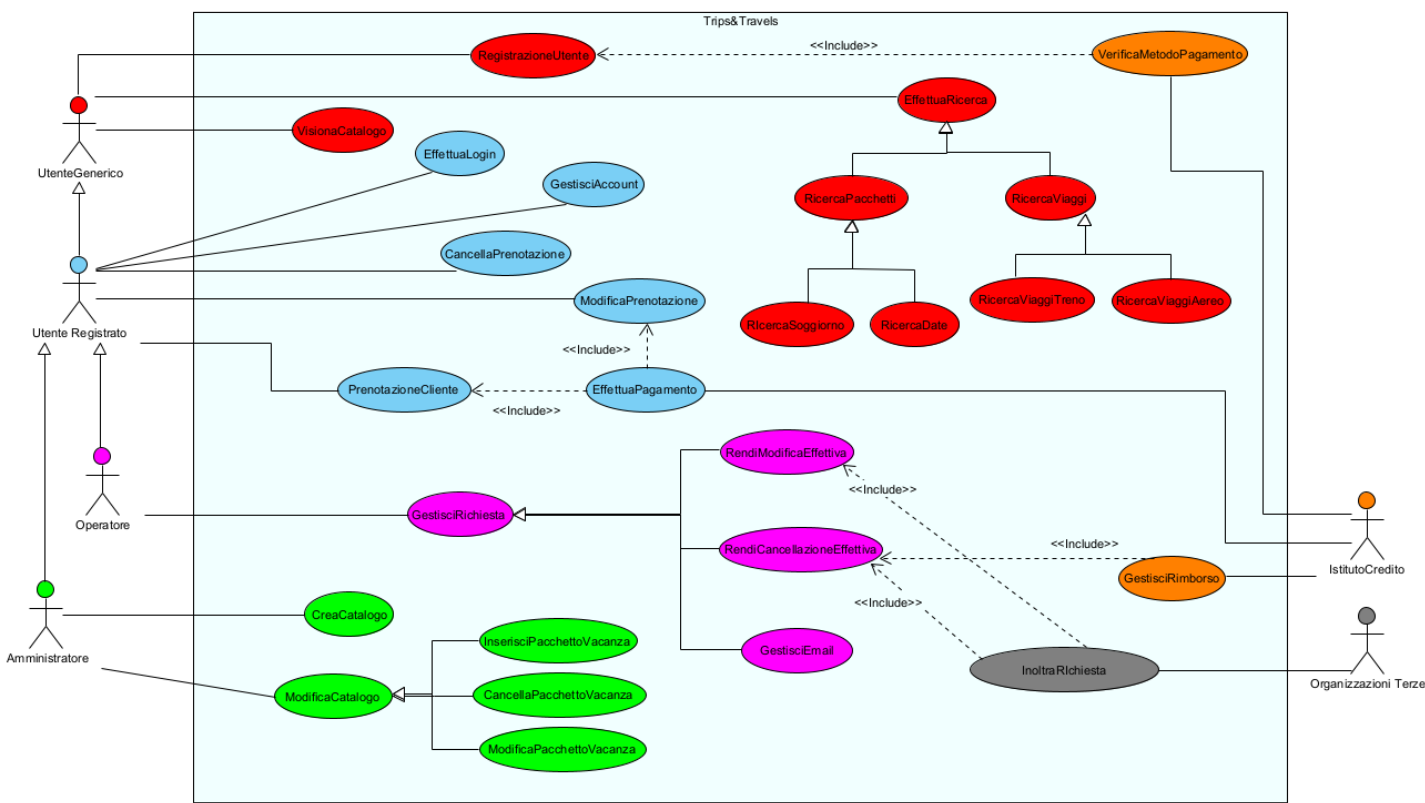 Trips&Travels
RegistrazioneUtente
<<Include>>
VerificaMetodoPagamento
EffettuaRicerca
VisionaCatalogo
UtenteGenerico
EffettuaLogin
GestisciAccount
RicercaPacchetti
RicercaViaggi
CancellaPrenotazione
ModificaPrenotazione
RicercaViaggiTreno
RicercaViaggiAereo
RIcercaSoggiorno
RicercaDate
Utente Registrato
<<Include>>
PrenotazioneCliente
EffettuaPagamento
<<Include>>
RendiModificaEffettiva
<<Include>>
GestisciRichiesta
Operatore
RendiCancellazioneEffettiva
<<Include>>
GestisciRimborso
IstitutoCredito
<<Include>>
CreaCatalogo
InserisciPacchettoVacanza
GestisciEmail
Amministratore
InoltraRIchiesta
Organizzazioni Terze
ModificaCatalogo
CancellaPacchettoVacanza
ModificaPacchettoVacanza